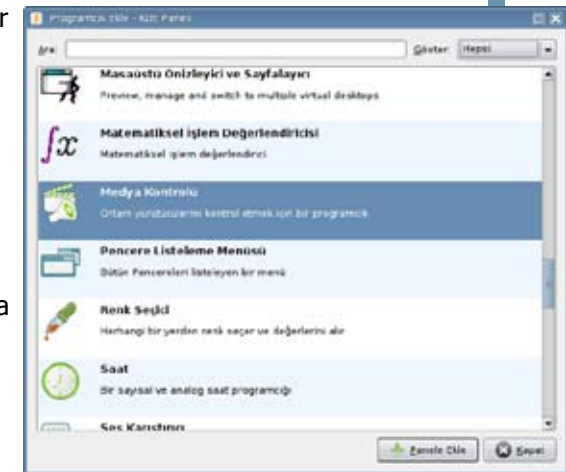 r
Programcık Ekle - KDE Paneli
Ara:
Göster: Hepsi
Masaüstü Önizleyici ve Sayfalayıcı
Preview, manage and switch to multiple virtual desktops
Matematiksel İşlem Değerlendiricisi
Matematiksel işlem değerlendirici
Medya Kontrolü
Ortam yürütücülerini kontrol etmek için bir programcık
Pencere Listeleme Menüsü
Bütün Pencereleri listeleyen bir menü
a
Renk Seçici
Herhangi bir yerden renk seçer ve değerlerini alır
Saat
Bir sayısal ve analog saat programcığı
Ses Karıştırıcı
Panele Ekle
Kapat